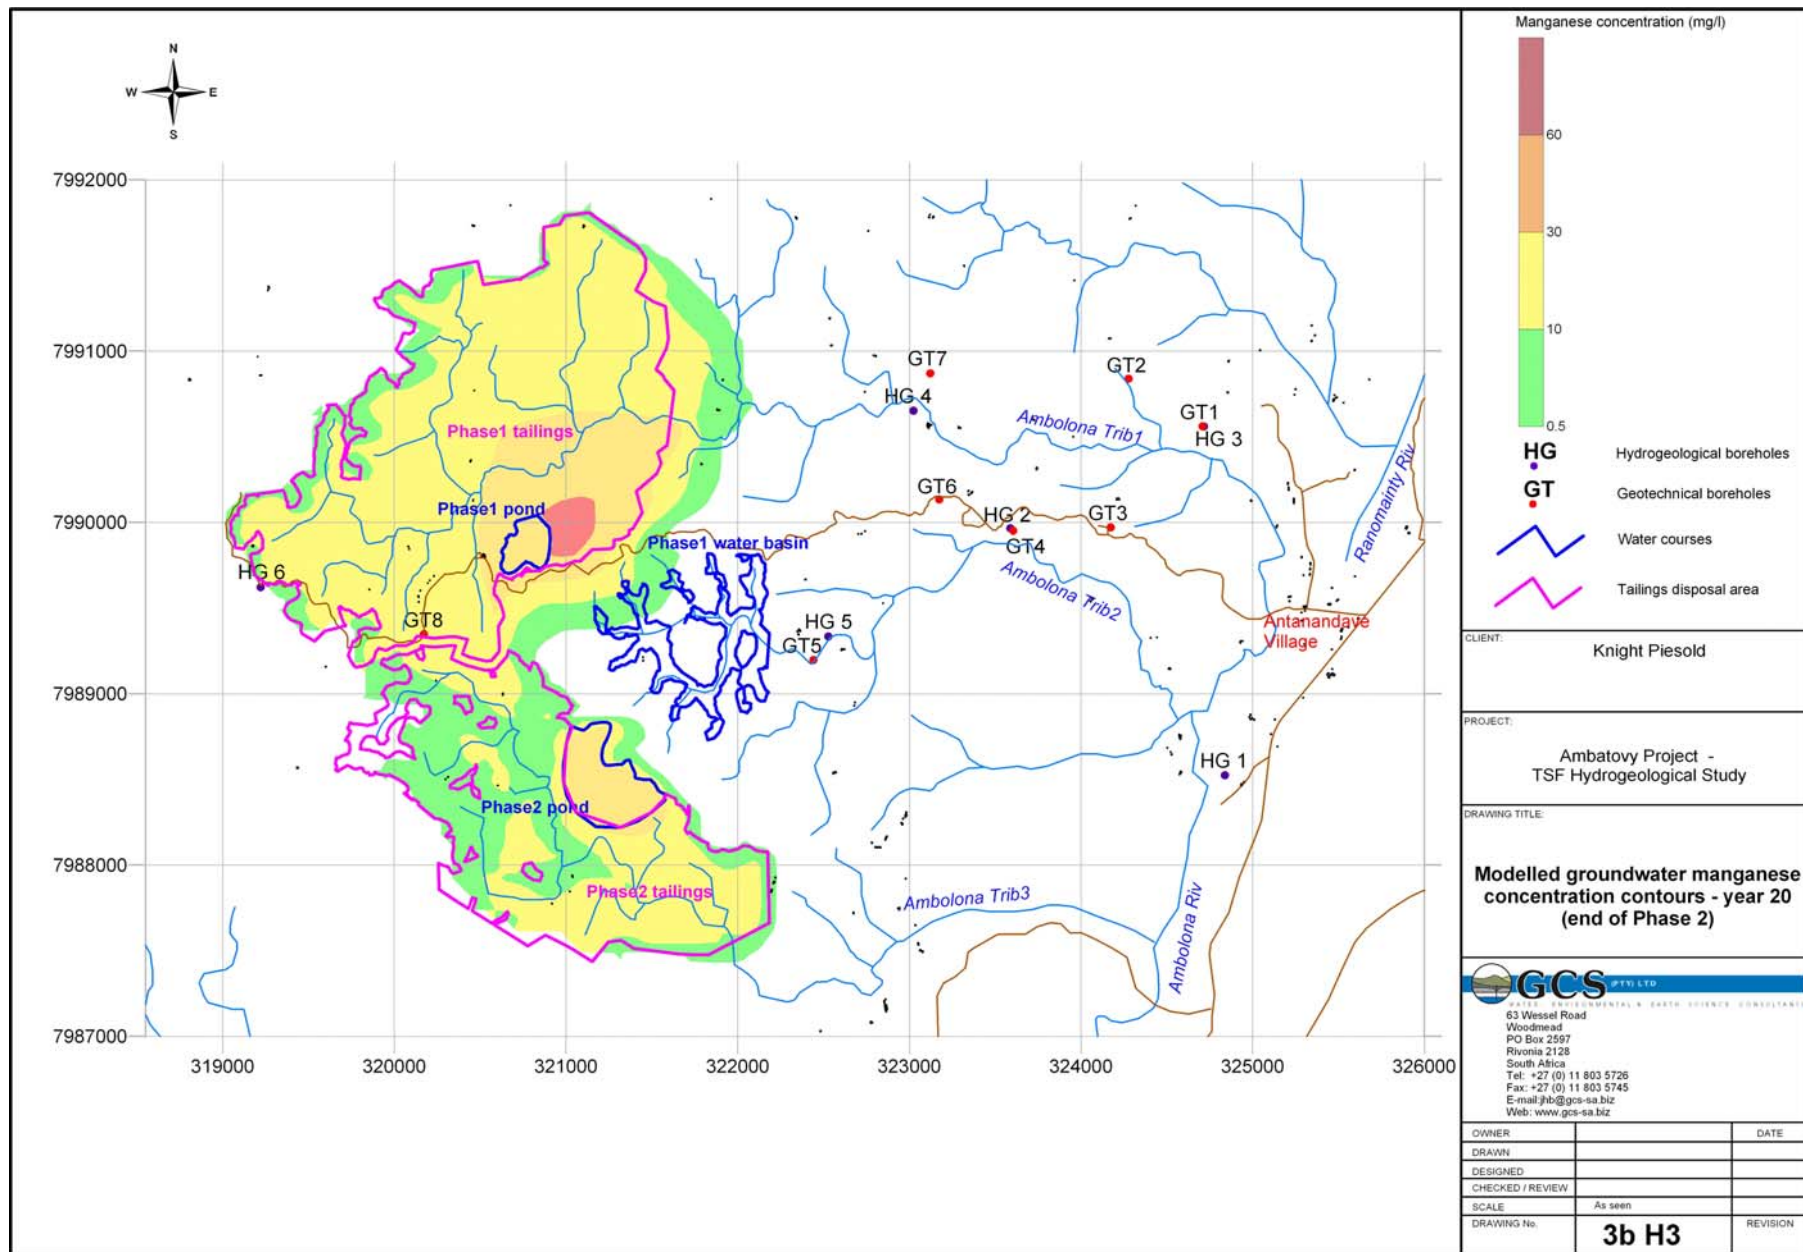 N
W E
S
7992000
7991000
7990000
7989000
7988000
7987000
319000 320000 321000 322000 323000 324000 325000 326000
GT7
HG 4
GT2
GT1
HG 3
Ambolona Trib1
Phase1 tailings
Ranomainty Riv
GT6
Phase1 pond
HG 2
GT3
Phase1 water basin
GT4
HG 6
Ambolona Trib2
GT8
HG 5
GT5
Antanandave
Village
HG 1
Phase2 pond
Phase2 tailings
Ambolona Trib3
Ambolona Riv
Manganese concentration (mg/l)
60
30
10
0.5
HG Hydrogeological boreholes
GT Geotechnical boreholes
Water courses
Tailings disposal area
CLIENT:
Knight Piesold
PROJECT:
Ambatovy Project -
TSF Hydrogeological Study
DRAWING TITLE:
Modelled groundwater manganese
concentration contours - year 20
(end of Phase 2)
GCS (PTY) LTD
WATER, ENVIRONMENTAL & EARTH SCIENCE CONSULTANTS
63 Wessel Road
Woodmead
PO Box 2597
Rivonia 2128
South Africa
Tel: +27 (0) 11 803 5726
Fax: +27 (0) 11 803 5745
E-mail:jhb@gcs-sa.biz
Web: www.gcs-sa.biz
OWNER DATE
DRAWN
DESIGNED
CHECKED / REVIEW
SCALE As seen
DRAWING No. 3b H3 REVISION